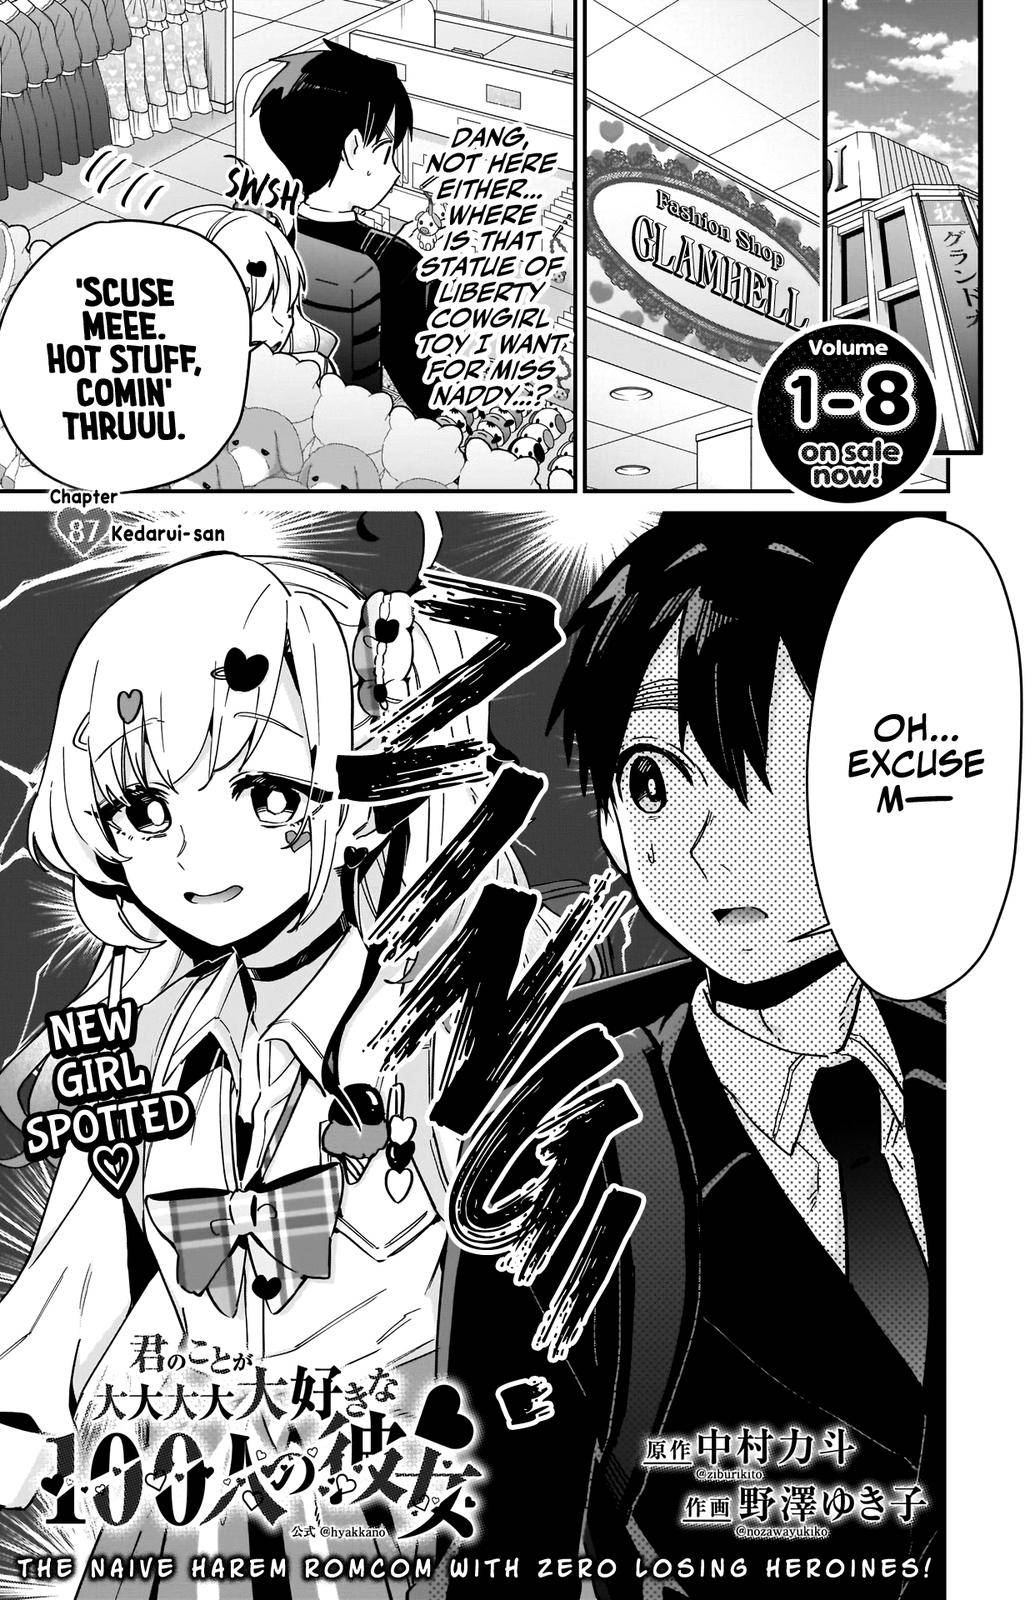 祝
グランドオ
Fashion Shop
GLAMHELL
Volume
1-8
on sale
now!
DANG,
NOT HERE
EITHER...
WHERE
IS THAT
STATUE OF
LIBERTY
COWGIRL
TOY I WANT
FOR MISS
NADDY...?
SWSH
'SCUSE
MEEE.
HOT STUFF,
COMIN'
THRUUU.
Chapter
87 Kedarui-san
OH...
EXCUSE
M—
ZING!
NEW
GIRL
SPOTTED
君のことが
大大大大大好きな
100人の彼女
公式 @hyakkano
原作 中村力斗
@ziburikito
作画 野澤ゆき子
@nozawayukiko
THE NAIVE HAREM ROMCOM WITH ZERO LOSING HEROINES!